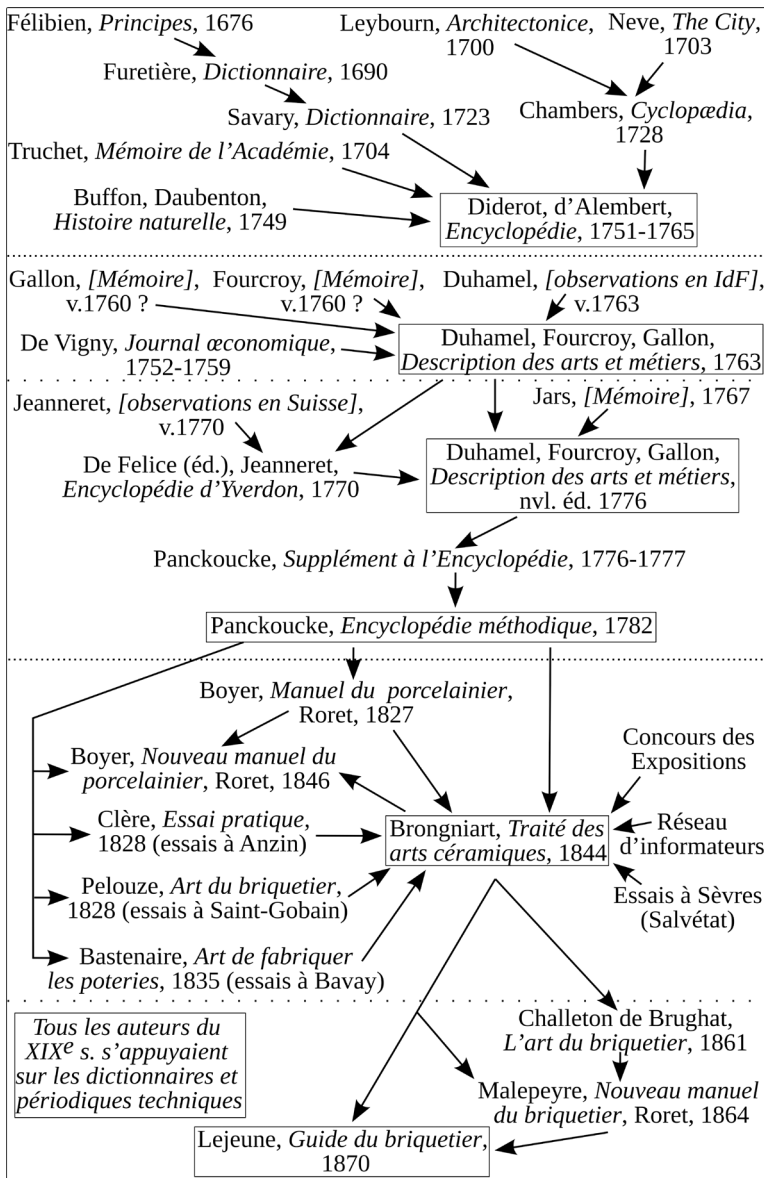 Félibien, Principes, 1676
Leybourn, Architectonice,
1700
Neve, The City,
1703
Furetière, Dictionnaire, 1690
Savary, Dictionnaire, 1723
Chambers, Cyclopædia,
1728
Truchet, Mémoire de l’Académie, 1704
Buffon, Daubenton,
Histoire naturelle, 1749
Diderot, d’Alembert,
Encyclopédie, 1751-1765
Gallon, [Mémoire],
v.1760 ?
Fourcroy, [Mémoire],
v.1760 ?
Duhamel, [observations en IdF],
v.1763
De Vigny, Journal œconomique,
1752-1759
Duhamel, Fourcroy, Gallon,
Description des arts et métiers, 1763
Jeanneret, [observations en Suisse],
v.1770
Jars, [Mémoire], 1767
De Felice (éd.), Jeanneret,
Encyclopédie d’Yverdon, 1770
Duhamel, Fourcroy, Gallon,
Description des arts et métiers,
nvl. éd. 1776
Panckoucke, Supplément à l’Encyclopédie, 1776-1777
Panckoucke, Encyclopédie méthodique, 1782
Boyer, Manuel du porcelainier,
Roret, 1827
Boyer, Nouveau manuel du
porcelainier, Roret, 1846
Concours des
Expositions
Clère, Essai pratique,
1828 (essais à Anzin)
Brongniart, Traité des
arts céramiques, 1844
Réseau
d’informateurs
Pelouze, Art du briquetier,
1828 (essais à Saint-Gobain)
Essais à Sèvres
(Salvétat)
Bastenaire, Art de fabriquer
les poteries, 1835 (essais à Bavay)
Tous les auteurs du
XIXe s. s’appuyaient
sur les dictionnaires et
périodiques techniques
Challeton de Brughat,
L’art du briquetier, 1861
Malepeyre, Nouveau manuel
du briquetier, Roret, 1864
Lejeune, Guide du briquetier,
1870